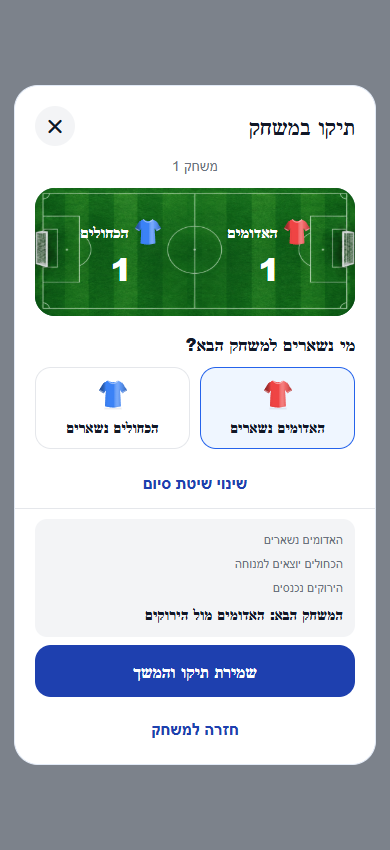 תיקו במשחק
משחק 1
האדומים
הכחולים
1
1
מי נשארים למשחק הבא?
האדומים נשארים
הכחולים נשארים
שינוי שיטת סיום
האדומים נשארים
הכחולים יוצאים למנוחה
הירוקים נכנסים
המשחק הבא: האדומים מול הירוקים
שמירת תיקו והמשך
חזרה למשחק